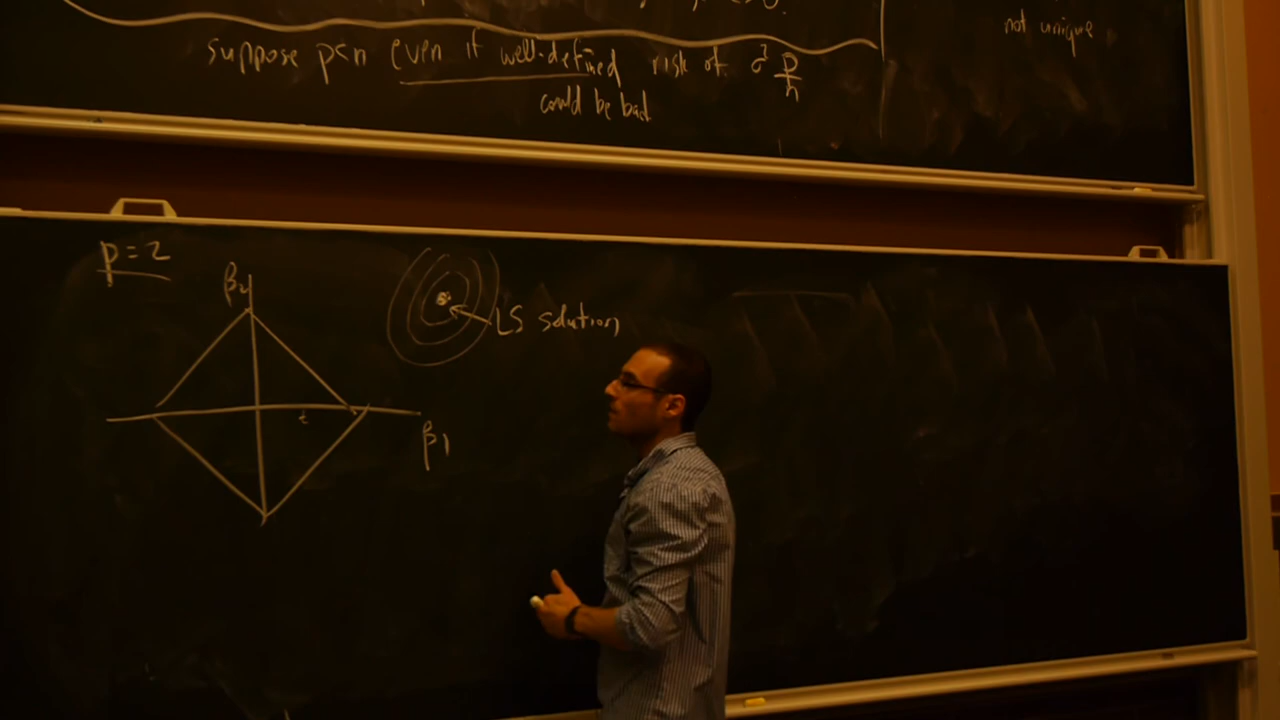 not unique
suppose p<n even if well-defined risk of σ² p/n
could be bad
p=2
β2
LS solution
t
β1